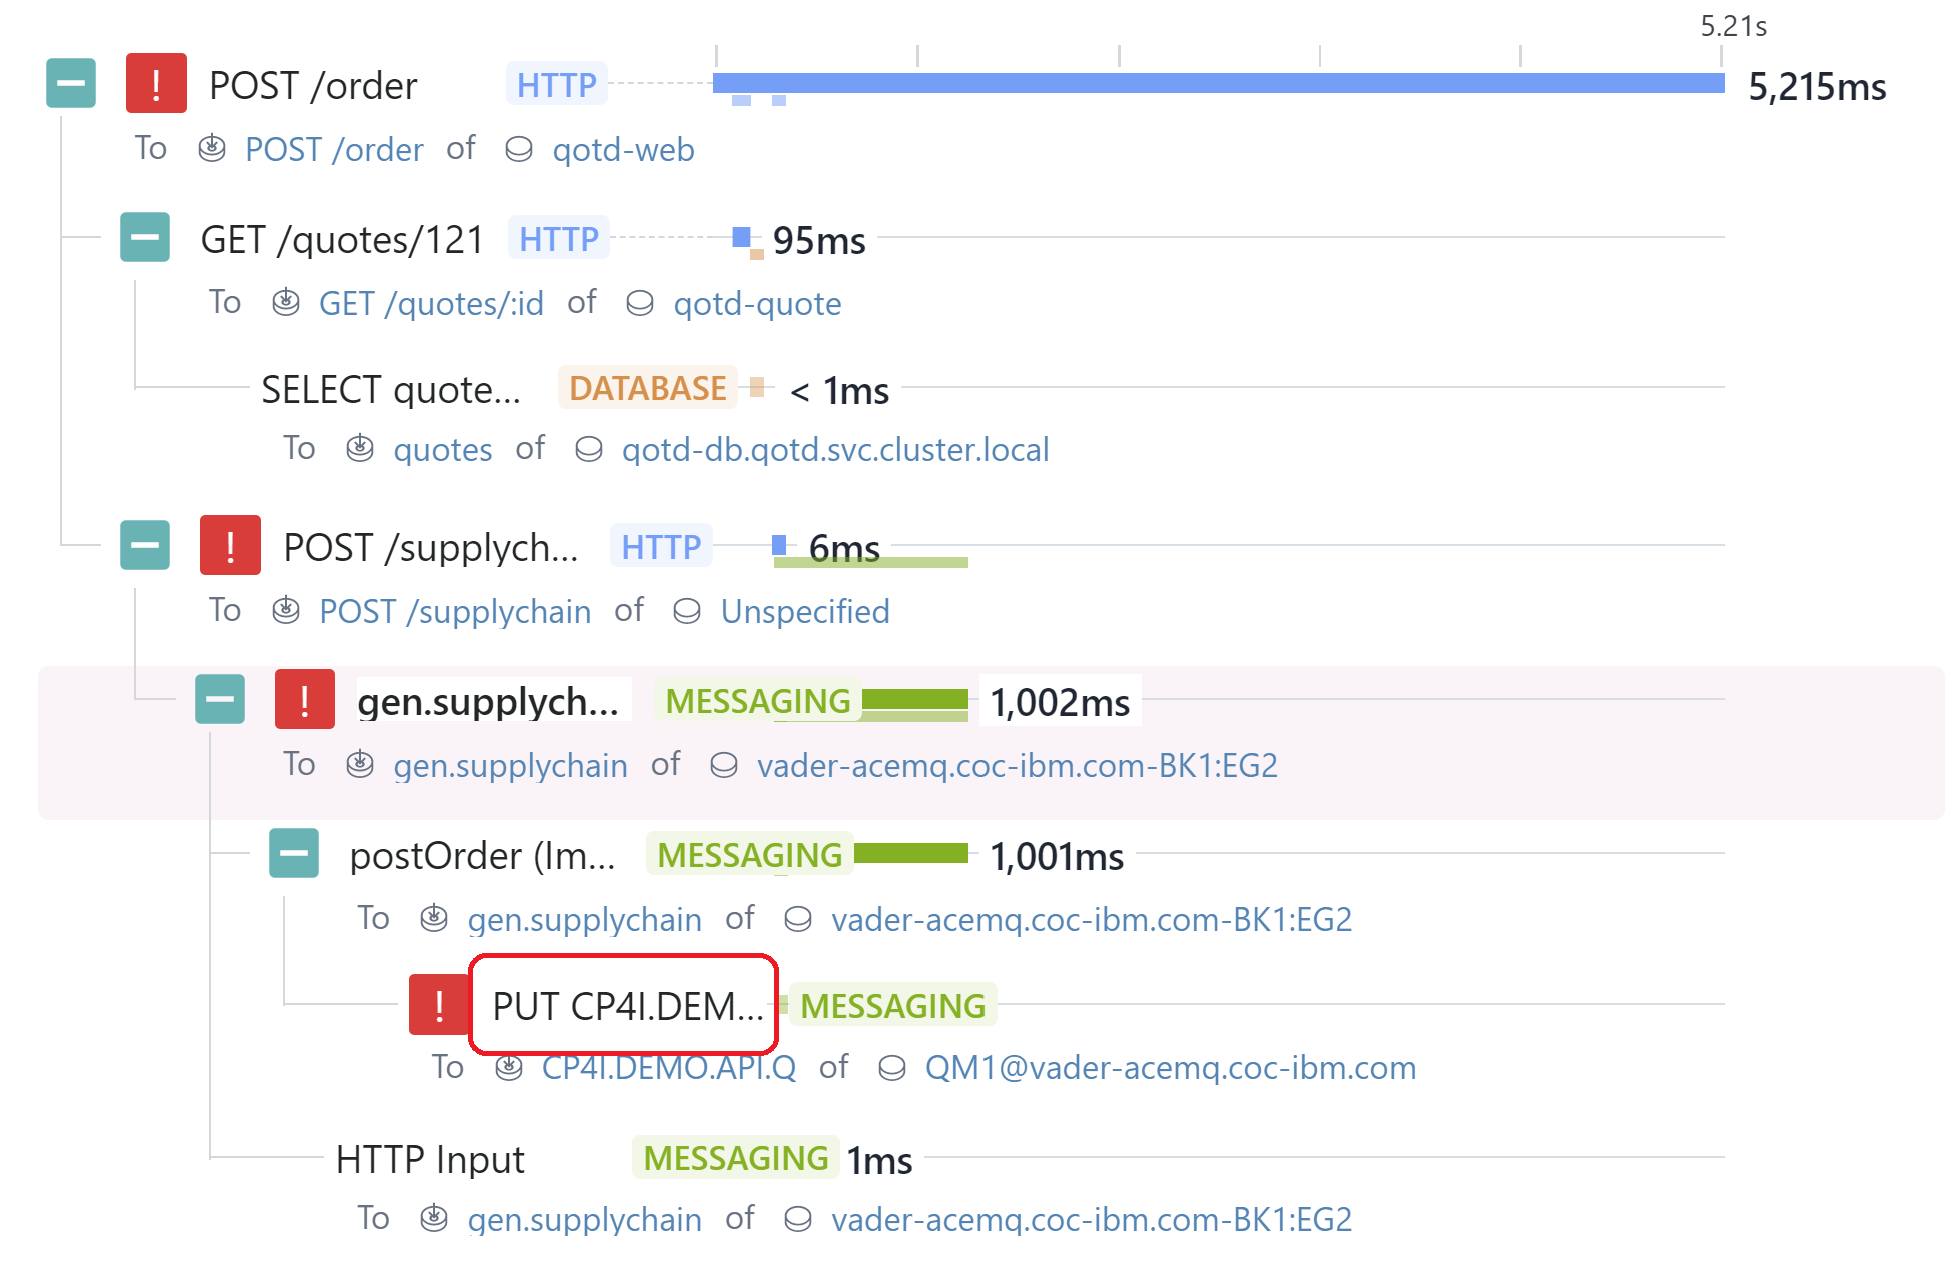 5.21s
! POST /order HTTP 5,215ms
To POST /order of qotd-web
GET /quotes/121 HTTP 95ms
To GET /quotes/:id of qotd-quote
SELECT quote... DATABASE < 1ms
To quotes of qotd-db.qotd.svc.cluster.local
! POST /supplych... HTTP 6ms
To POST /supplychain of Unspecified
! gen.supplych... MESSAGING 1,002ms
To gen.supplychain of vader-acemq.coc-ibm.com-BK1:EG2
postOrder (Im... MESSAGING 1,001ms
To gen.supplychain of vader-acemq.coc-ibm.com-BK1:EG2
! PUT CP4I.DEM... MESSAGING
To CP4I.DEMO.API.Q of QM1@vader-acemq.coc-ibm.com
HTTP Input MESSAGING 1ms
To gen.supplychain of vader-acemq.coc-ibm.com-BK1:EG2